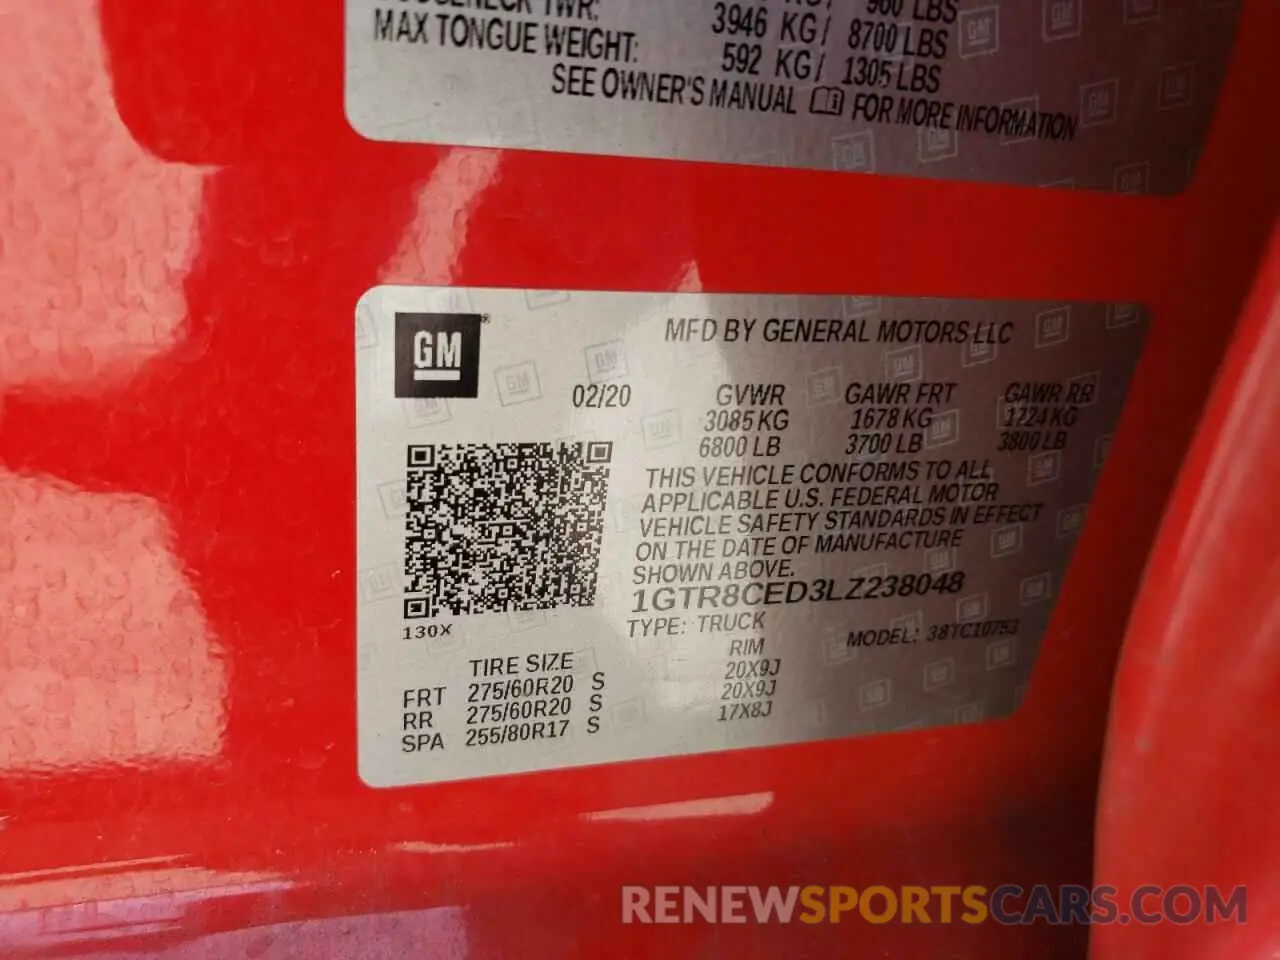 960 LBS
TWR: 3946 KG/ 8700 LBS
MAX TONGUE WEIGHT: 592 KG/ 1305 LBS
SEE OWNER'S MANUAL FOR MORE INFORMATION
GM®
MFD BY GENERAL MOTORS LLC
02/20 GVWR GAWR FRT GAWR RR
3085 KG 1678 KG 1724 KG
6800 LB 3700 LB 3800 LB
THIS VEHICLE CONFORMS TO ALL
APPLICABLE U.S. FEDERAL MOTOR
VEHICLE SAFETY STANDARDS IN EFFECT
ON THE DATE OF MANUFACTURE
SHOWN ABOVE.
1GTR8CED3LZ238048
130X
TYPE: TRUCK MODEL:
TIRE SIZE RIM
FRT 275/60R20 S 20X9J
RR 275/60R20 S 20X9J
SPA 255/80R17 S 17X8J
RENEWSPORTSCARS.COM